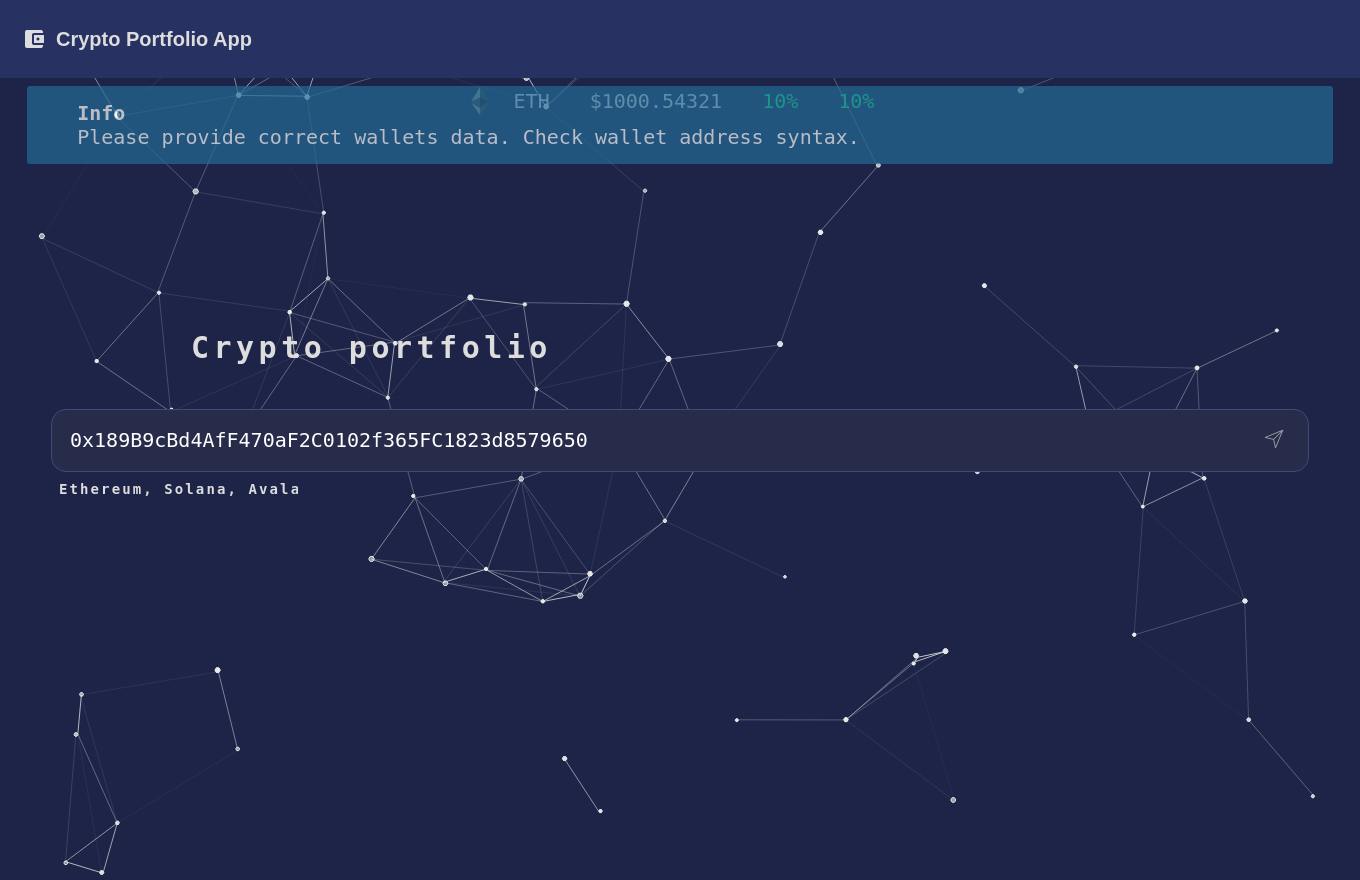 Crypto Portfolio App
ETH $1000.54321 10% 10%
Info
Please provide correct wallets data. Check wallet address syntax.
Crypto portfolio
0x189B9cBd4AfF470aF2C0102f365FC1823d8579650
Ethereum, Solana, Avala